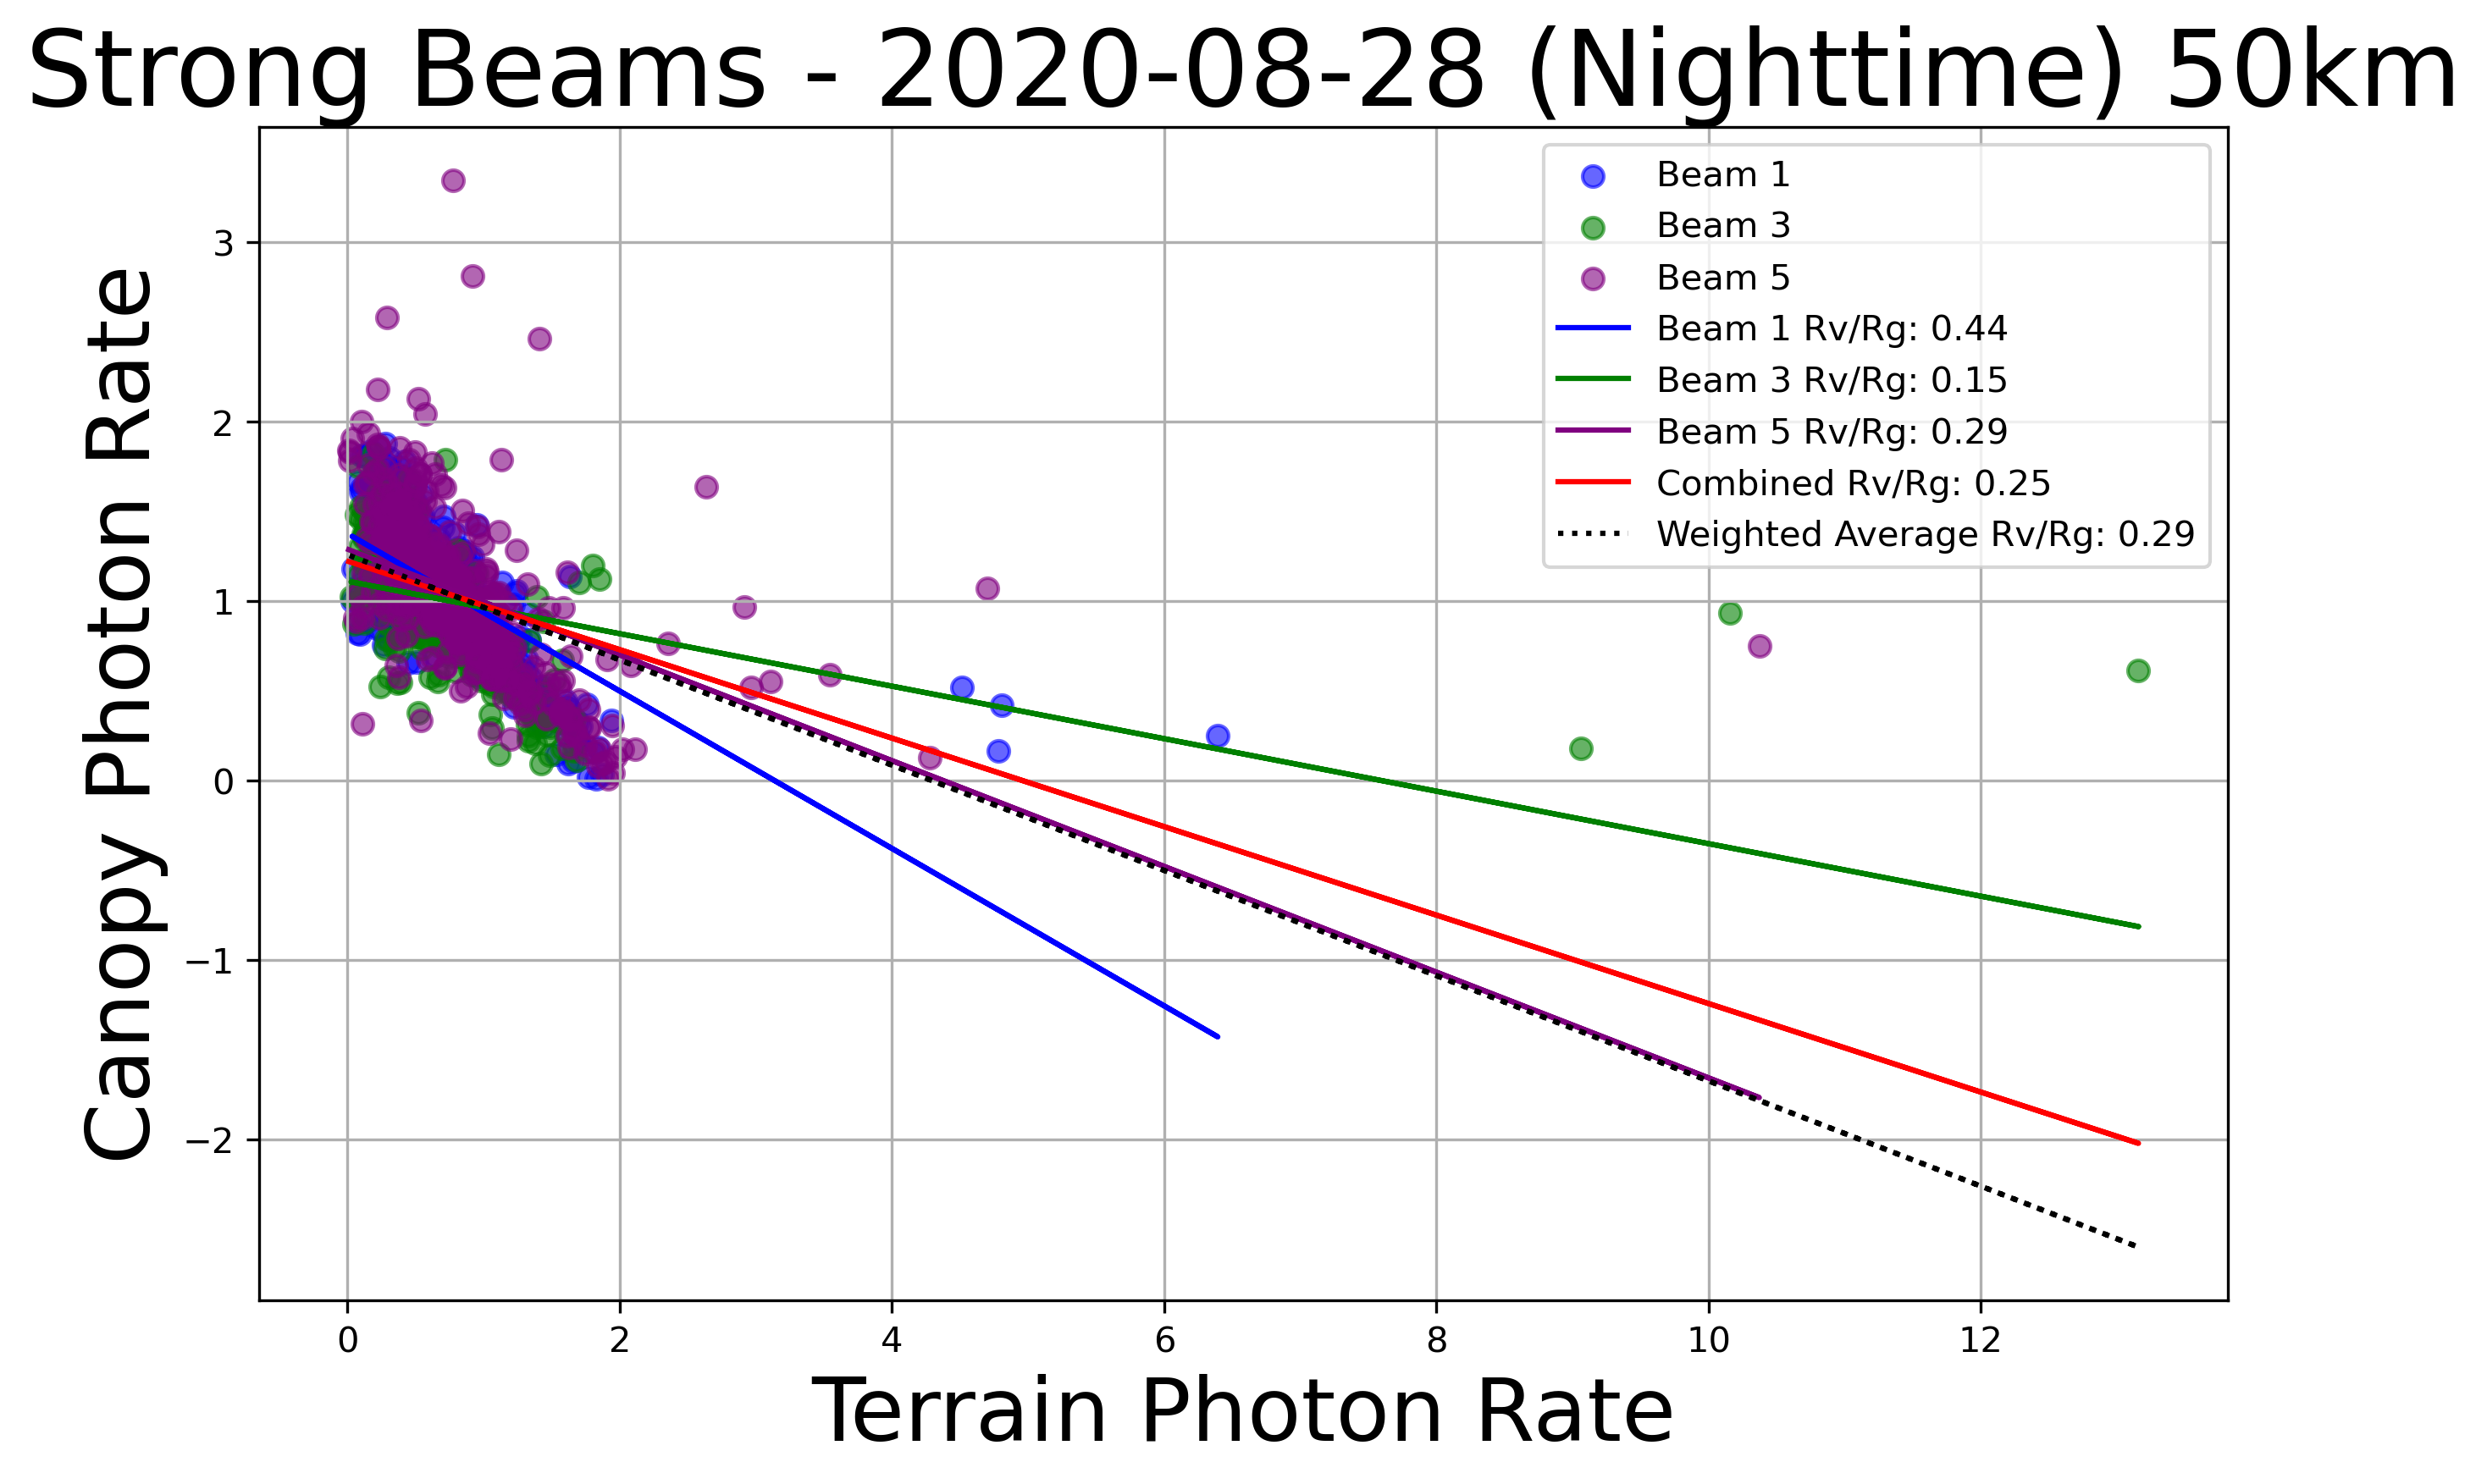 Strong Beams - 2020-08-28 (Nighttime) 50km
Beam 1
Beam 3
Beam 5
Beam 1 Rv/Rg: 0.44
Beam 3 Rv/Rg: 0.15
Beam 5 Rv/Rg: 0.29
Combined Rv/Rg: 0.25
Weighted Average Rv/Rg: 0.29
Canopy Photon Rate
3
2
1
0
−1
−2
0 2 4 6 8 10 12
Terrain Photon Rate